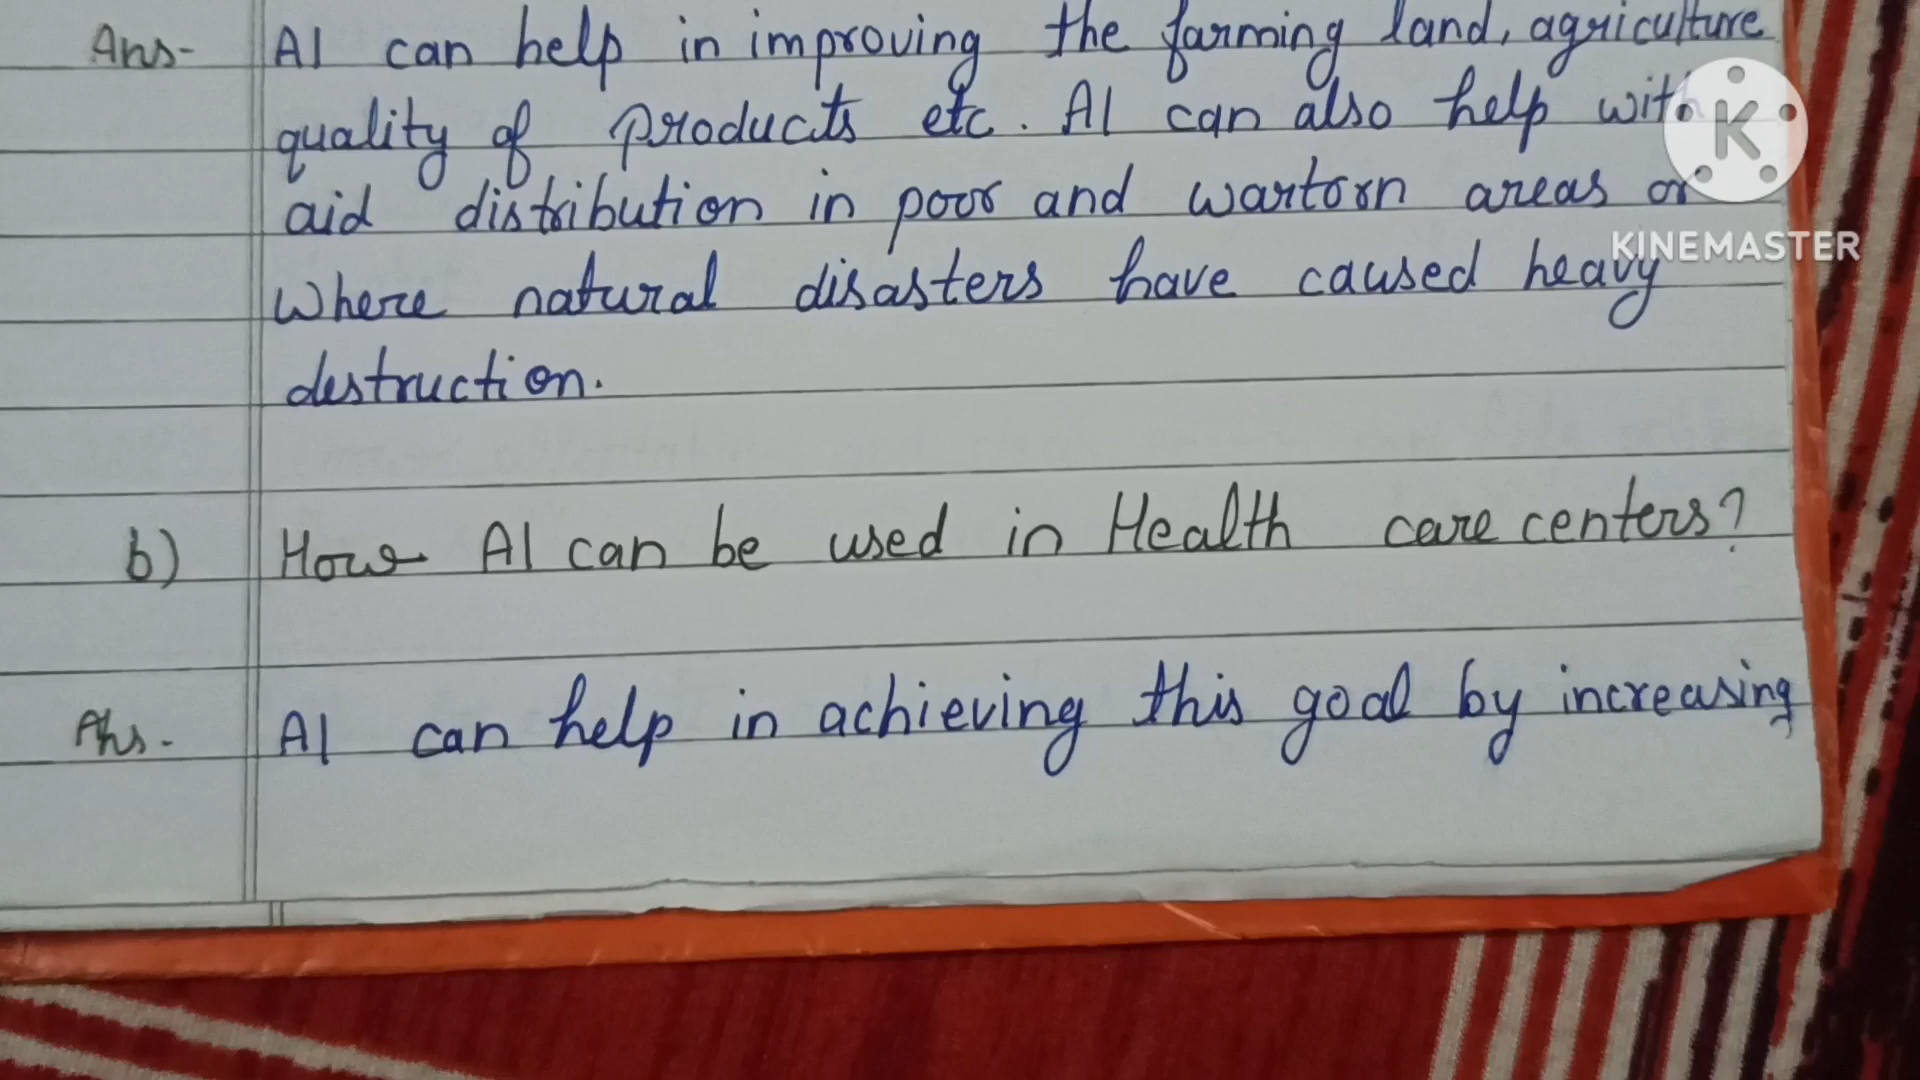 Ans- AI can help in improving the farming land, agriculture
quality of products etc. AI can also help with
aid distribution in poor and wartorn areas or
where natural disasters have caused heavy
destruction.
b) How AI can be used in Health care centers?
Ans- AI can help in achieving this goal by increasing
K
KINEMASTER